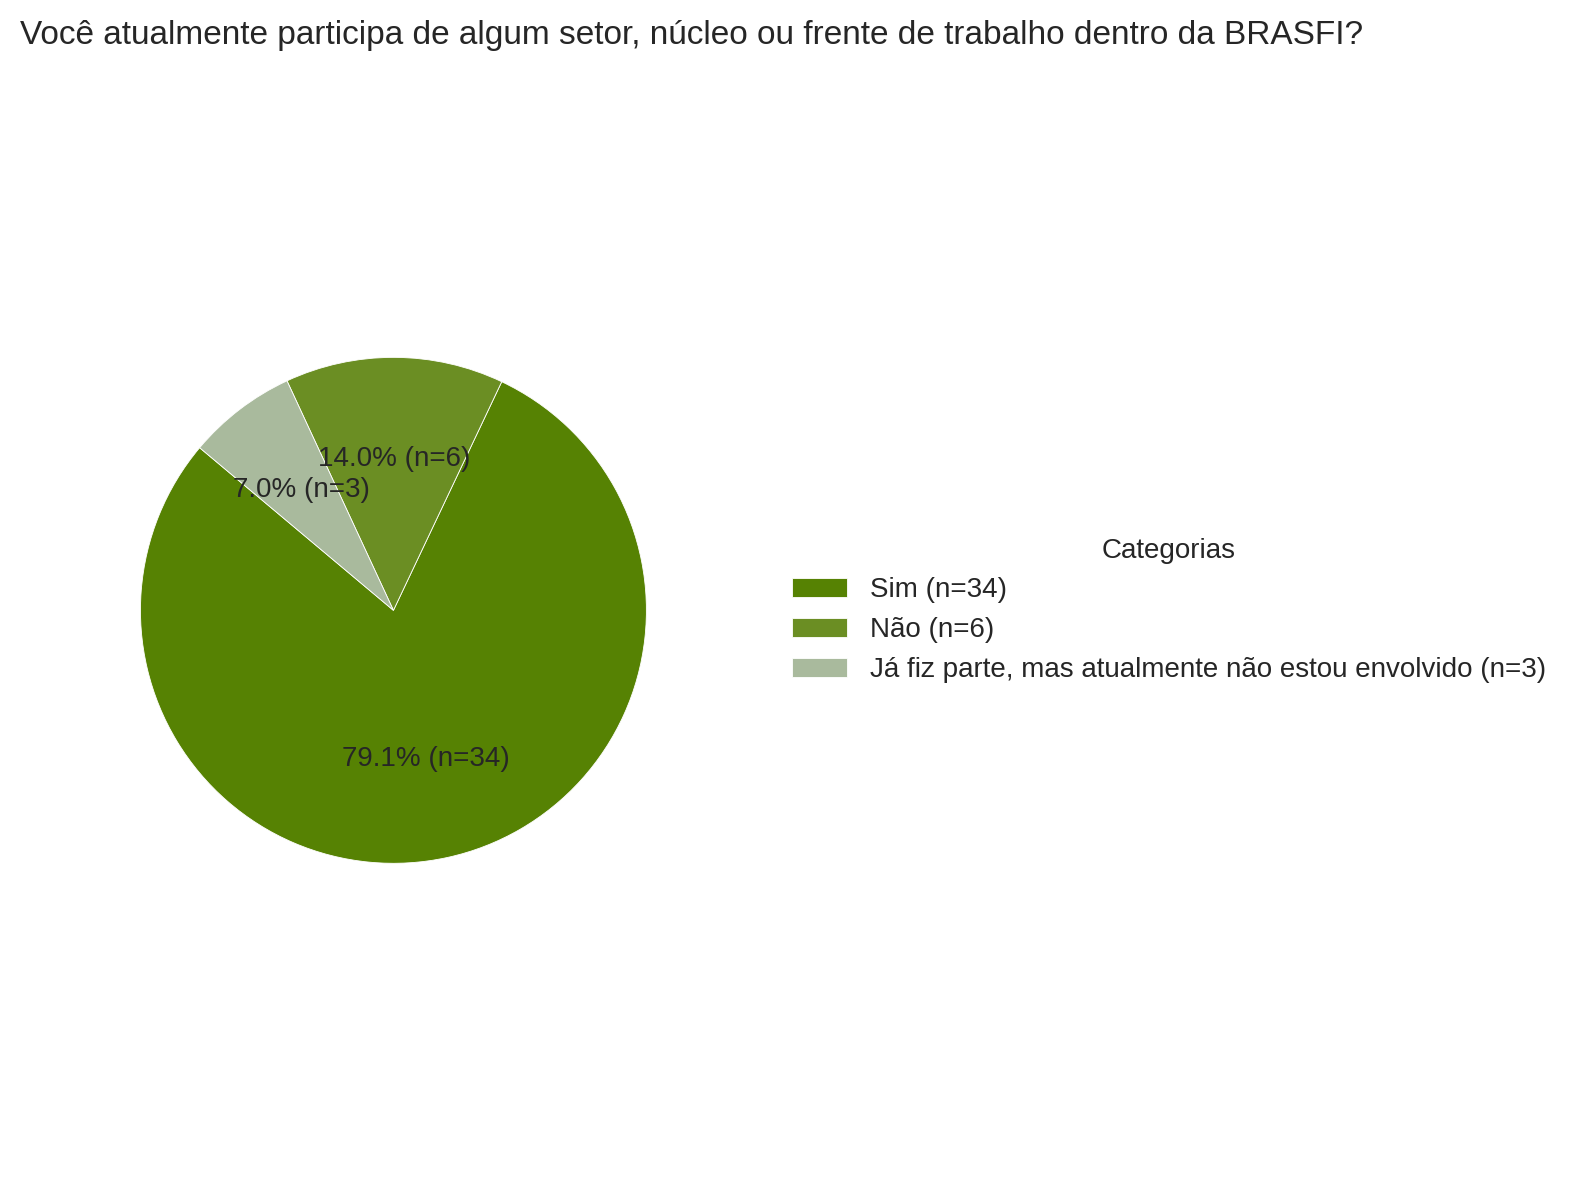 Você atualmente participa de algum setor, núcleo ou frente de trabalho dentro da BRASFI?
14.0% (n=6)
7.0% (n=3)
79.1% (n=34)
Categorias
Sim (n=34)
Não (n=6)
Já fiz parte, mas atualmente não estou envolvido (n=3)